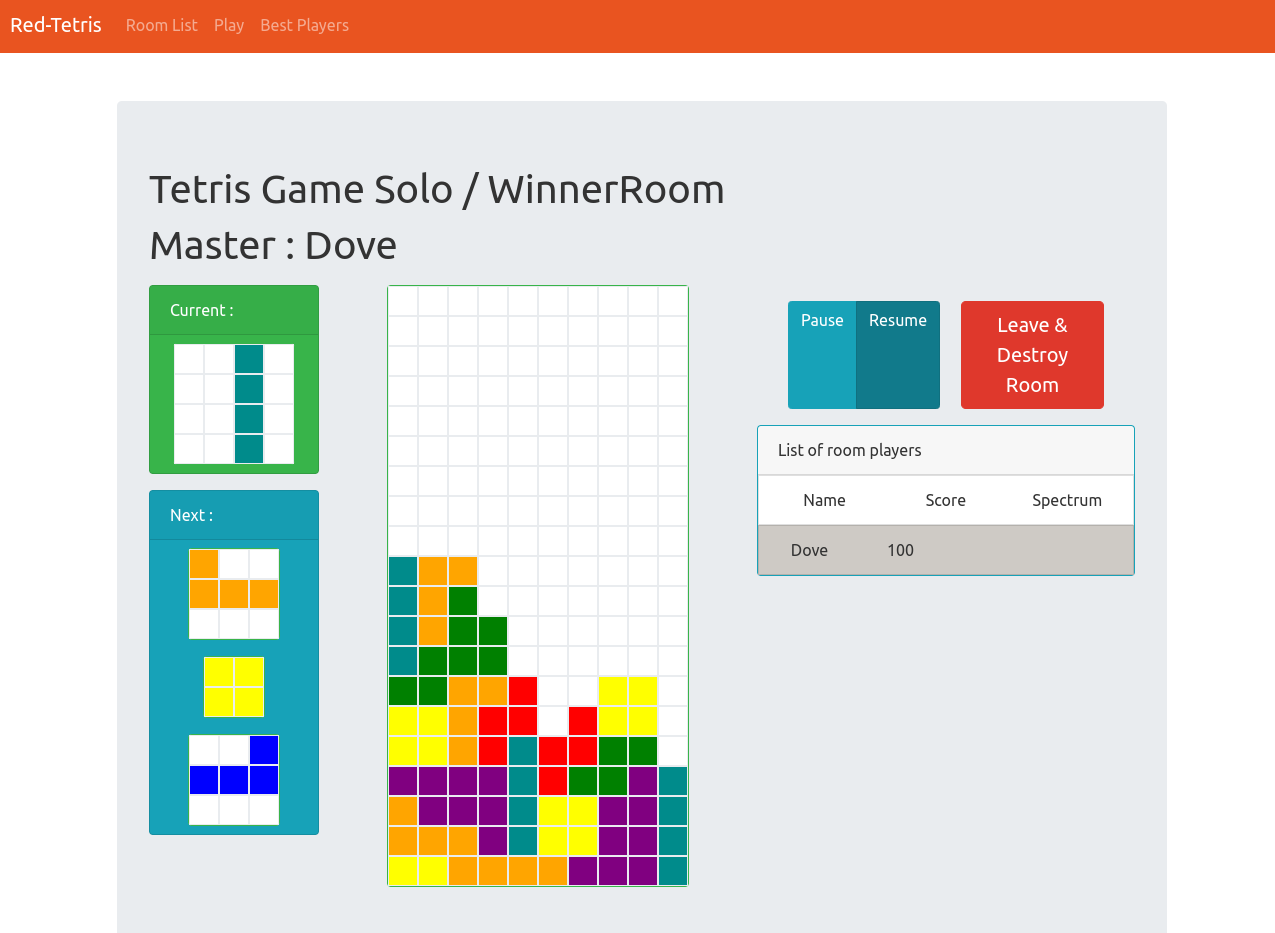 Red-Tetris Room List Play Best Players
Tetris Game Solo / WinnerRoom
Master : Dove
Current :
Next :
Pause Resume
Leave &
Destroy
Room
List of room players
Name Score Spectrum
Dove 100